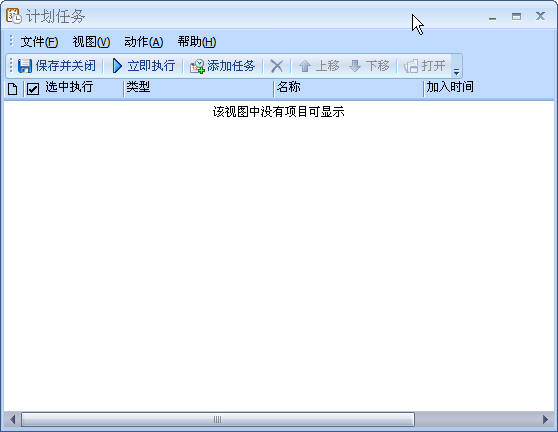 计划任务
文件(F) 视图(V) 动作(A) 帮助(H)
保存并关闭 立即执行 添加任务 上移 下移 打开
选中执行 类型 名称 加入时间
该视图中没有项目可显示